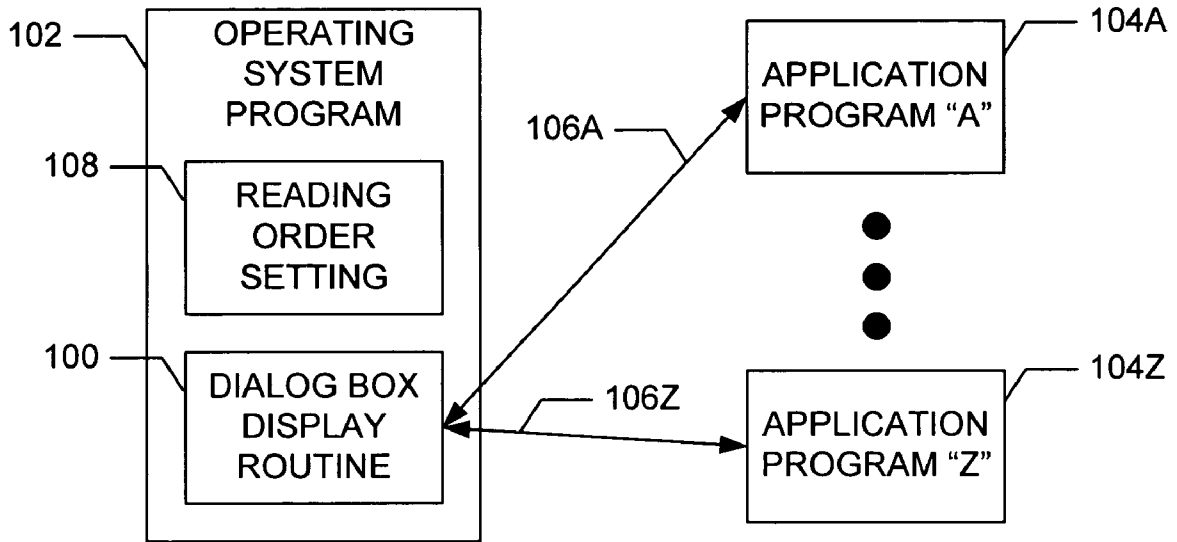 102
OPERATING
SYSTEM
PROGRAM
108
READING
ORDER
SETTING
100
DIALOG BOX
DISPLAY
ROUTINE
106A
106Z
104A
APPLICATION
PROGRAM “A”
104Z
APPLICATION
PROGRAM “Z”